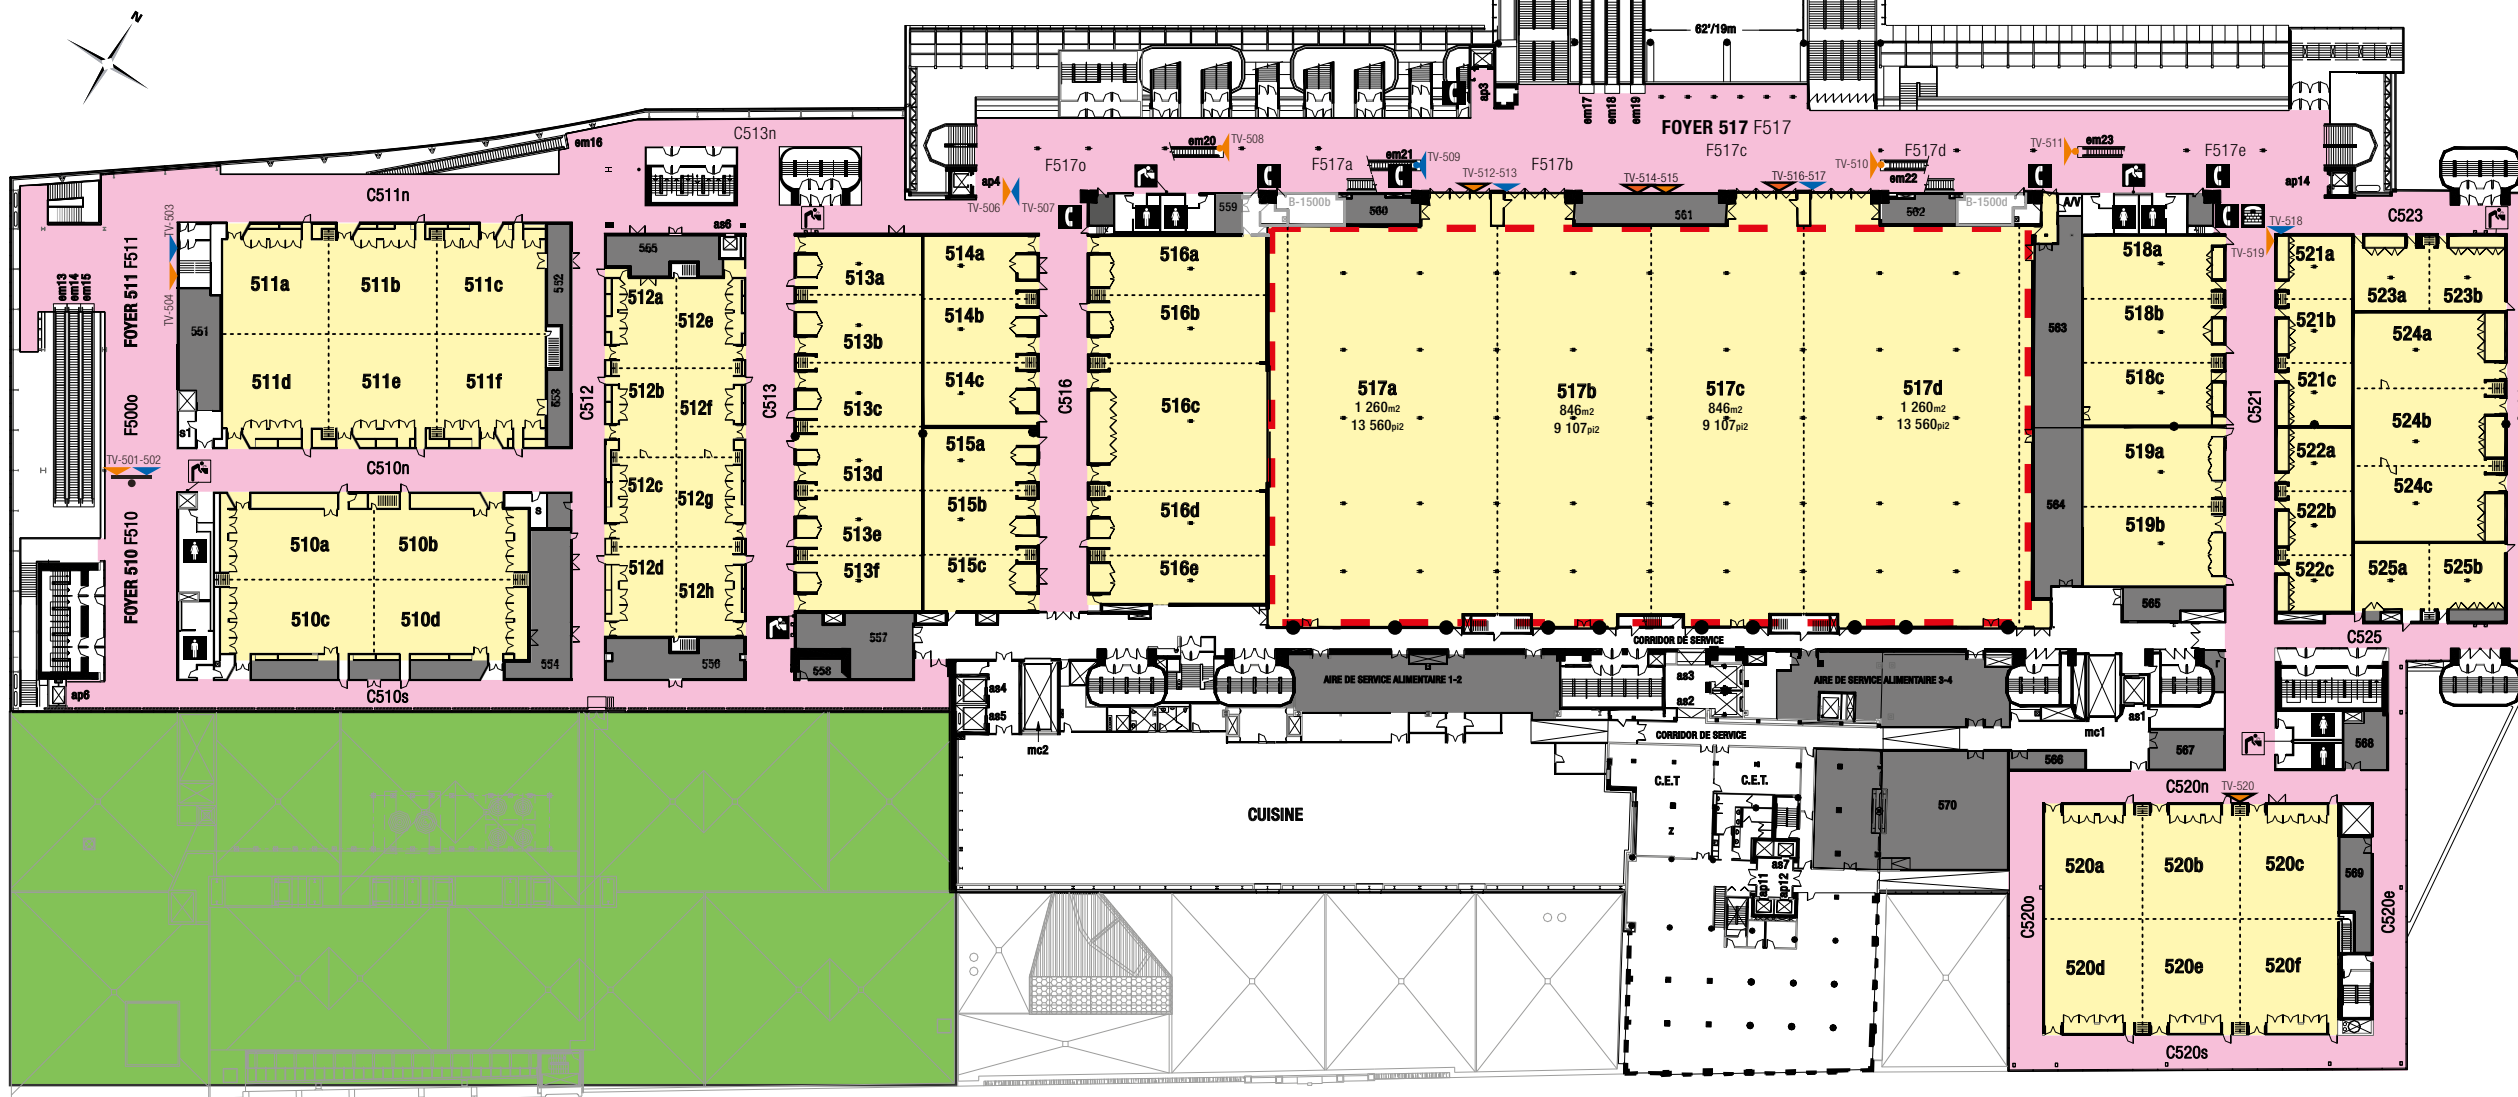 N
62'/19m
ap3
em17
em18
em19
C513n
em16
FOYER 517 F517
em20
TV-508
TV-511
em23
F517o
F517a
em21
TV-509
F517b
F517c
TV-510
F517d
F517e
em22
ap4
TV-512-513
TV-514-515
TV-516-517
ap14
C511n
TV-506
TV-507
559
B-1500b
560
561
562
B-1500d
A/V
C523
TV-503
as6
TV-518
TV-519
FOYER 511 F511
TV-504
em13
em14
em15
551
511a
511b
511c
552
511d
511e
511f
553
s1
F500o
C512
555
512a
512e
512b
512f
512c
512g
512d
512h
556
C513
513a
513b
513c
513d
513e
513f
514a
514b
514c
515a
515b
515c
C516
516a
516b
516c
516d
516e
517a
1 260m2
13 560pi2
517b
846m2
9 107pi2
517c
846m2
9 107pi2
517d
1 260m2
13 560pi2
563
564
518a
518b
518c
519a
519b
565
C521
521a
521b
521c
522a
522b
522c
523a
523b
524a
524b
524c
525a
525b
C525
TV-501-502
C510n
FOYER 510 F510
510a
510b
510c
510d
s
554
C510s
ap6
557
558
CORRIDOR DE SERVICE
as4
as5
mc2
AIRE DE SERVICE ALIMENTAIRE 1-2
as3
as2
AIRE DE SERVICE ALIMENTAIRE 3-4
CORRIDOR DE SERVICE
mc1
as1
r
567
566
568
C.E.T
C.E.T.
z
570
CUISINE
as7
ap11
ap12
C520n
TV-520
520a
520b
520c
569
C520o
C520e
520d
520e
520f
C520s